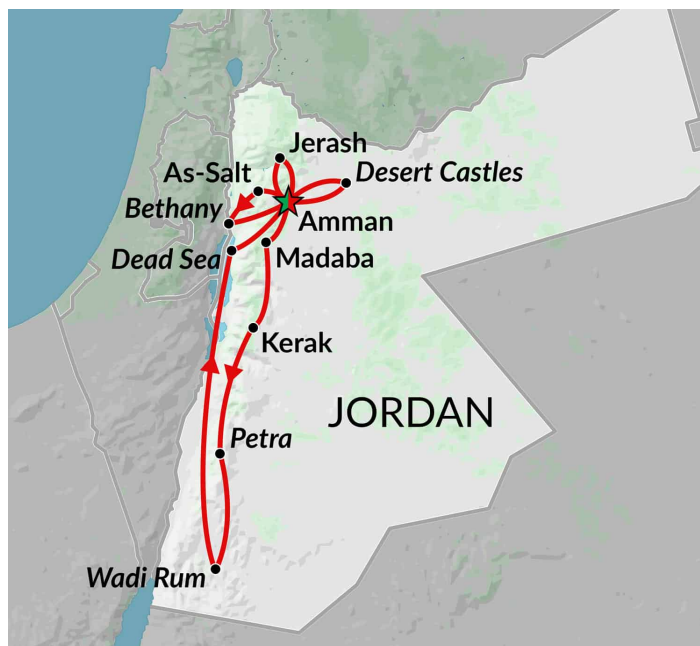 Jerash
As-Salt
Desert Castles
Bethany
Amman
Dead Sea
Madaba
Kerak
JORDAN
Petra
Wadi Rum